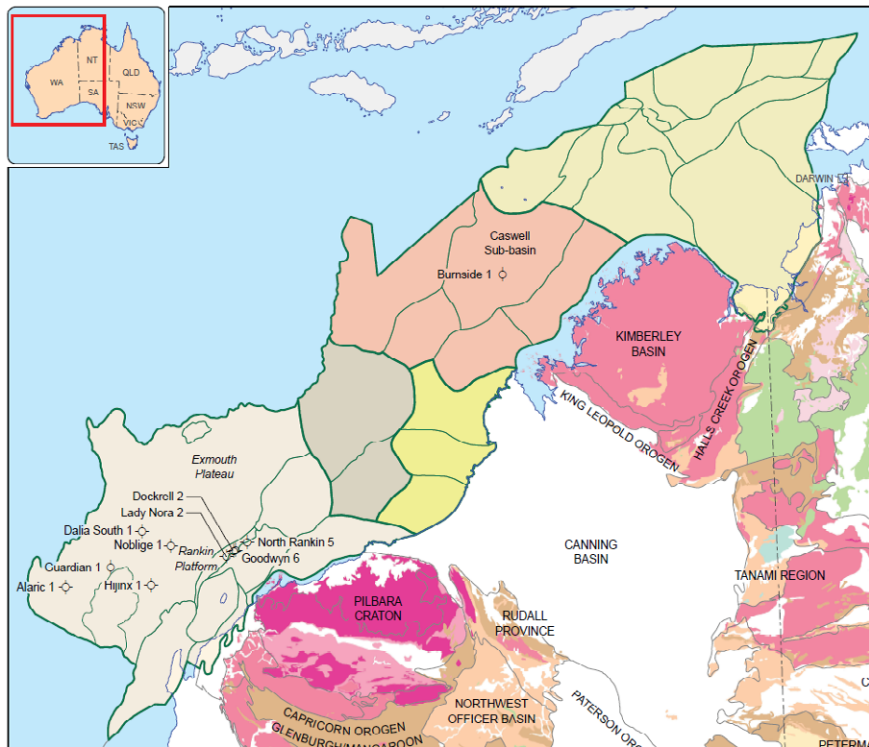 NT
WA
QLD
SA
NSW
VIC
TAS
DARWIN
Caswell
Sub-basin
Burnside 1
KIMBERLEY
BASIN
HALLS CREEK OROGEN
KING LEOPOLD OROGEN
Exmouth
Plateau
Dockrell 2
Lady Nora 2
Dalia South 1
North Rankin 5
Noblige 1
Rankin
Platform
Goodwyn 6
Guardian 1
Alaric 1
Hijinx 1
CANNING
BASIN
TANAMI REGION
PILBARA
CRATON
RUDALL
PROVINCE
NORTHWEST
OFFICER BASIN
PATERSON ORO
CAPRICORN OROGEN
GLENBURGH/MANGAROON
C
PETERMA